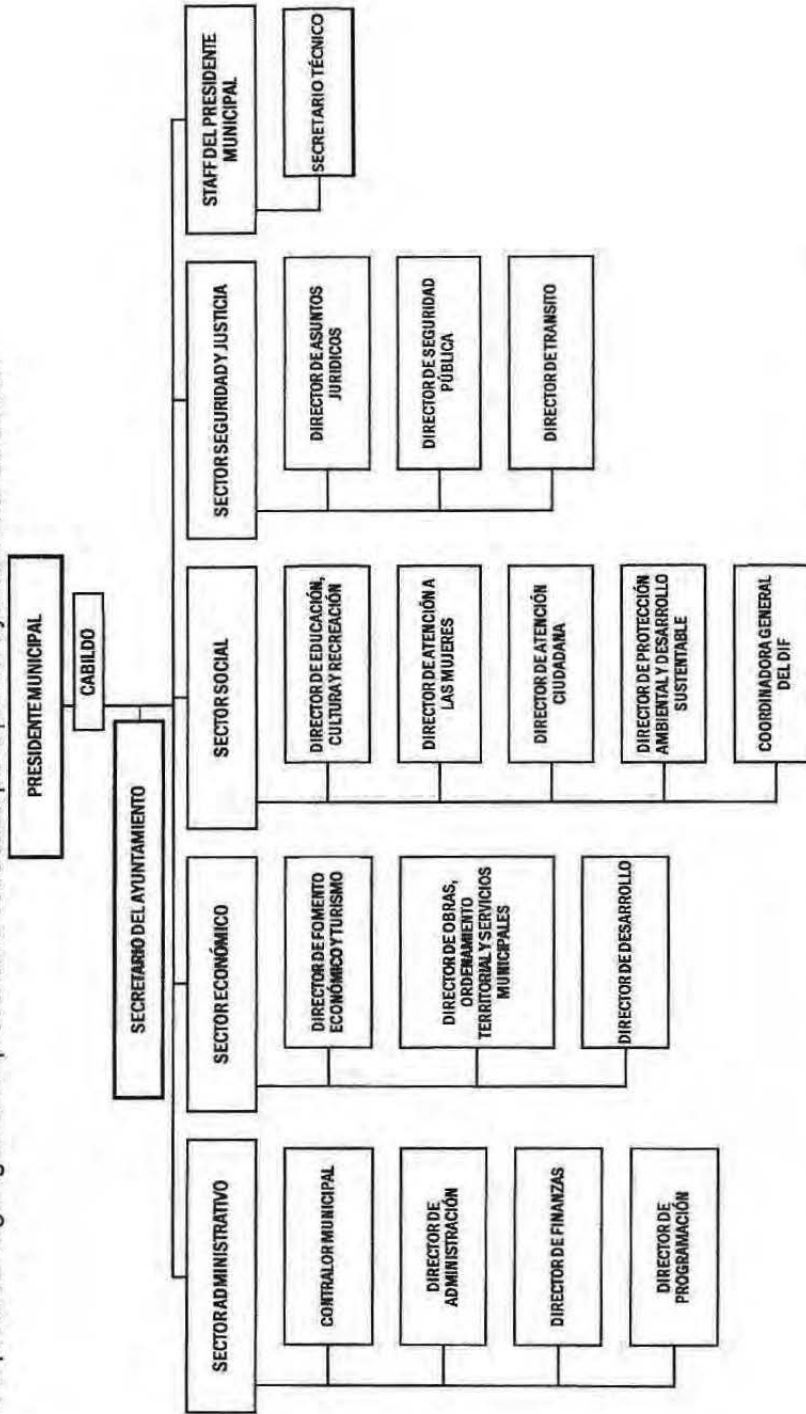 PRESIDENTE MUNICIPAL
CABILDO
SECRETARIO DEL AYUNTAMIENTO
SECTOR ADMINISTRATIVO
CONTRALOR MUNICIPAL
DIRECTOR DE
ADMINISTRACIÓN
DIRECTOR DE FINANZAS
DIRECTOR DE
PROGRAMACIÓN
SECTOR ECONÓMICO
DIRECTOR DE FOMENTO
ECONÓMICO Y TURISMO
DIRECTOR DE OBRAS,
ORDENAMIENTO
TERRITORIAL Y SERVICIOS
MUNICIPALES
DIRECTOR DE DESARROLLO
SECTOR SOCIAL
DIRECTOR DE EDUCACIÓN,
CULTURA Y RECREACIÓN
DIRECTOR DE ATENCIÓN A
LAS MUJERES
DIRECTOR DE ATENCIÓN
CIUDADANA
DIRECTOR DE PROTECCIÓN
AMBIENTAL Y DESARROLLO
SUSTENTABLE
COORDINADORA GENERAL
DEL DIF
SECTOR SEGURIDAD Y JUSTICIA
DIRECTOR DE ASUNTOS
JURIDICOS
DIRECTOR DE SEGURIDAD
PÚBLICA
DIRECTOR DE TRANSITO
STAFF DEL PRESIDENTE
MUNICIPAL
SECRETARIO TÉCNICO